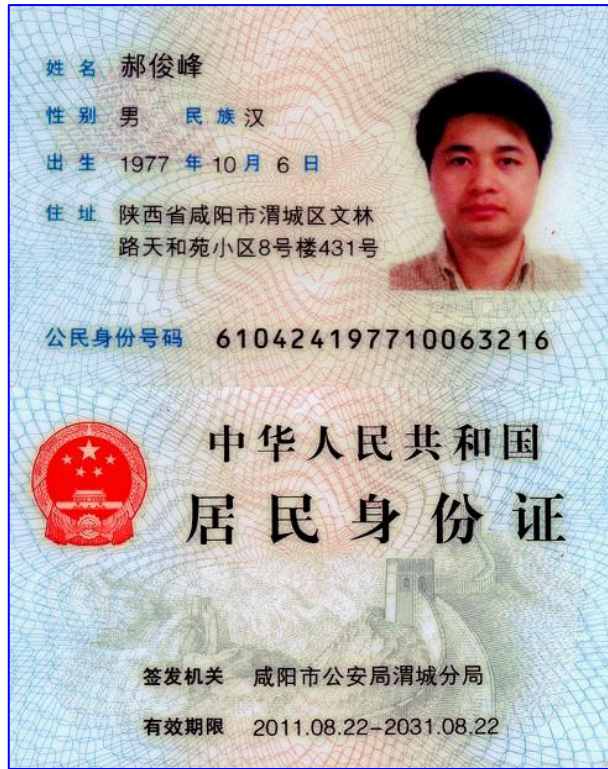 姓名 郝俊峰
性别 男 民族 汉
出生 1977 年 10 月 6 日
住址 陕西省咸阳市渭城区文林
路天和苑小区8号楼431号
公民身份号码 610424197710063216
中华人民共和国
居民身份证
签发机关 咸阳市公安局渭城分局
有效期限 2011.08.22-2031.08.22